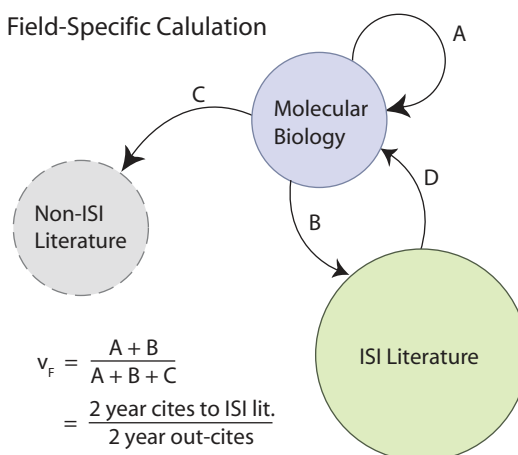 Field-Specific Calulation
A
C
Molecular
Biology
D
Non-ISI
Literature
B
ISI Literature
v_F = A + B / A + B + C
= 2 year cites to ISI lit. / 2 year out-cites